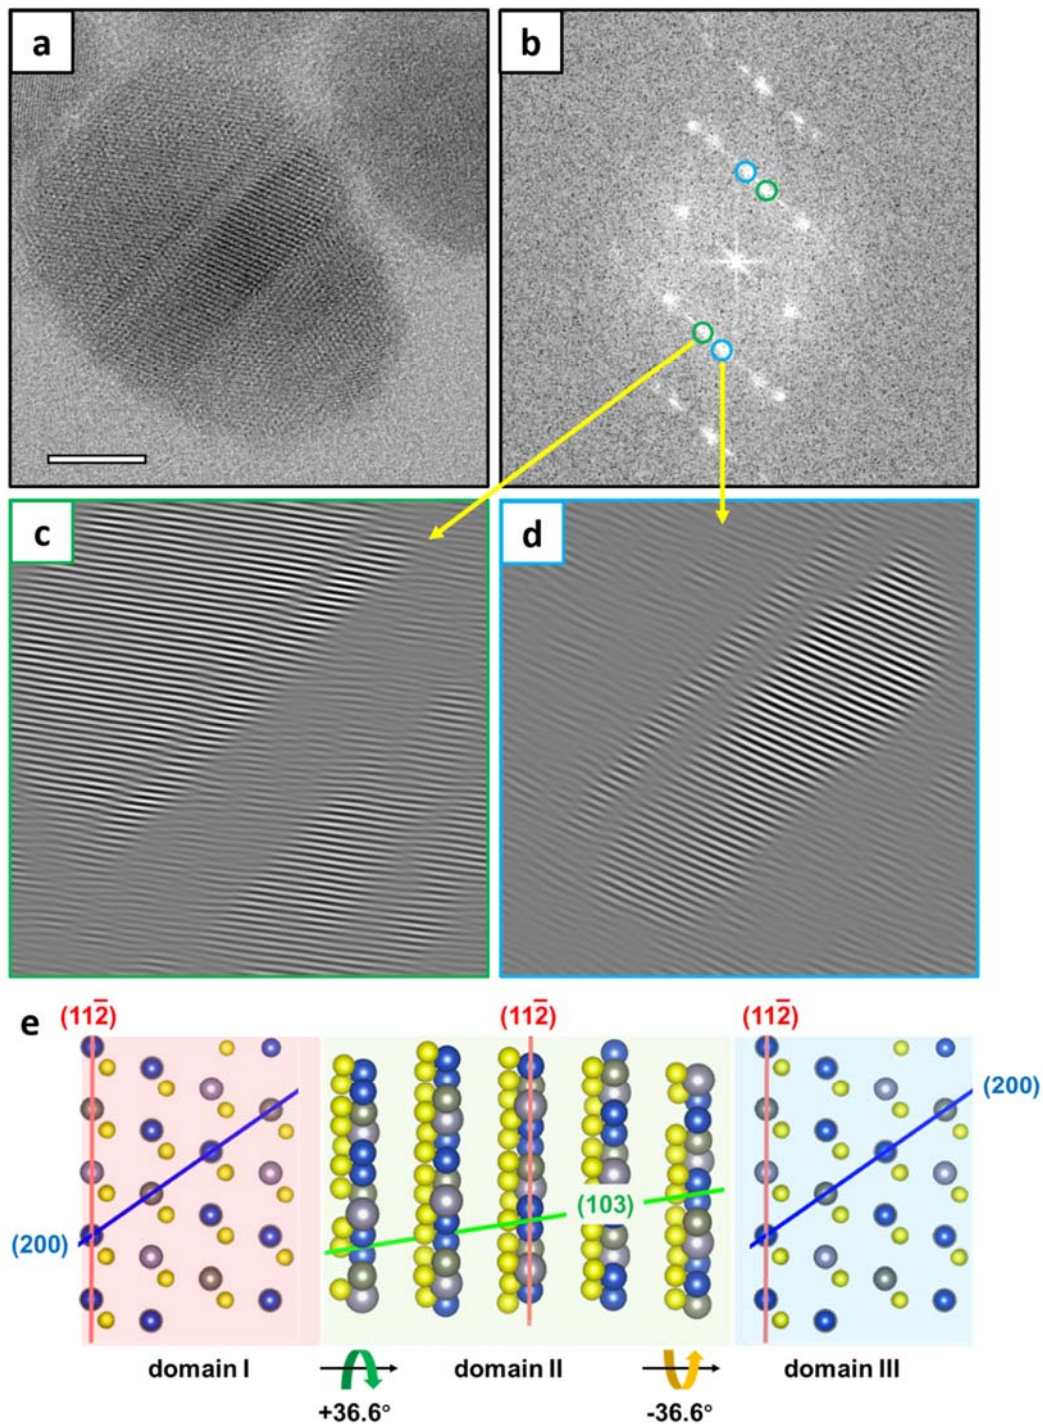 a
b
c
d
e
(112̅)
(112̅)
(112̅)
(200)
(103)
(200)
domain I
domain II
domain III
+36.6°
-36.6°